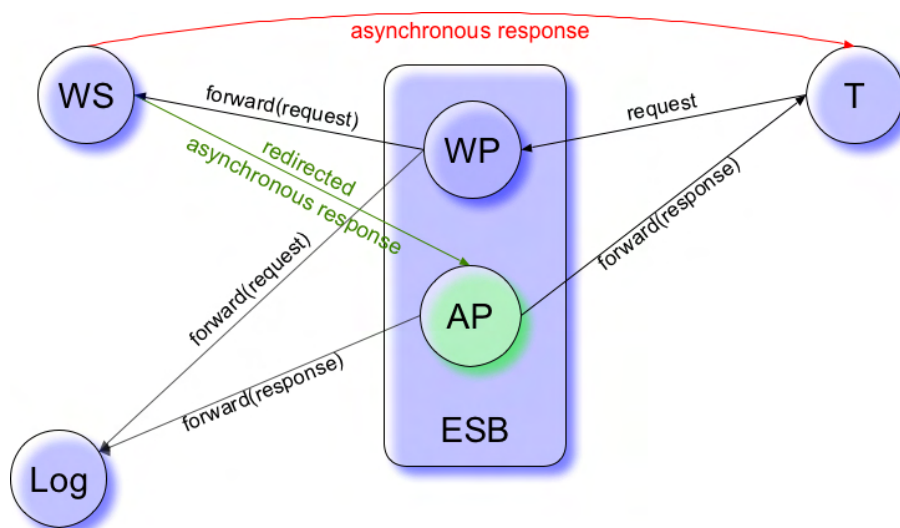 asynchronous response
WS
forward(request)
WP
request
T
redirected
asynchronous response
forward(request)
forward(response)
AP
forward(response)
ESB
Log